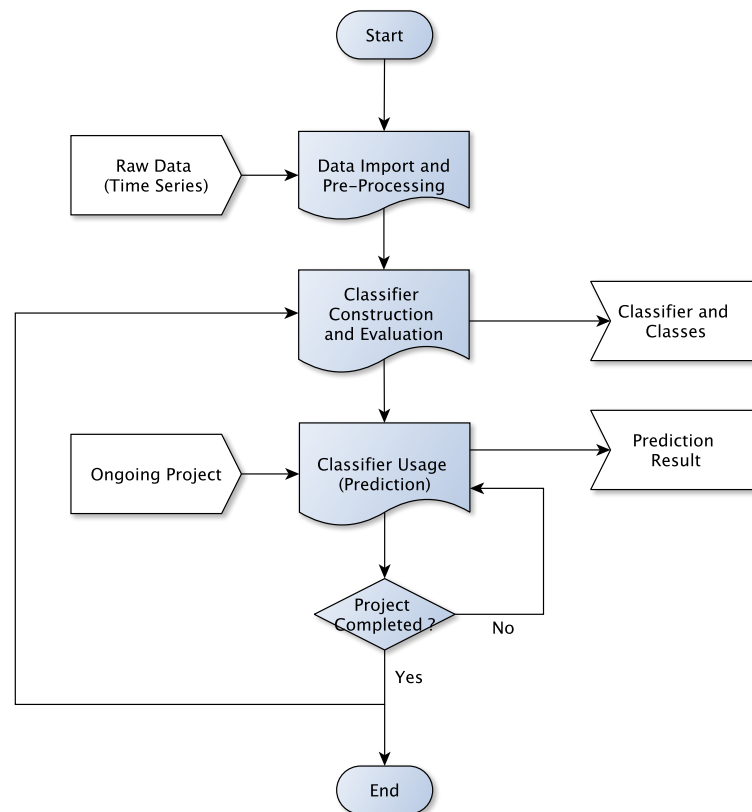 Start
Raw Data
(Time Series)
Data Import and
Pre-Processing
Classifier
Construction
and Evaluation
Classifier and
Classes
Ongoing Project
Classifier Usage
(Prediction)
Prediction
Result
Project
Completed ?
No
Yes
End